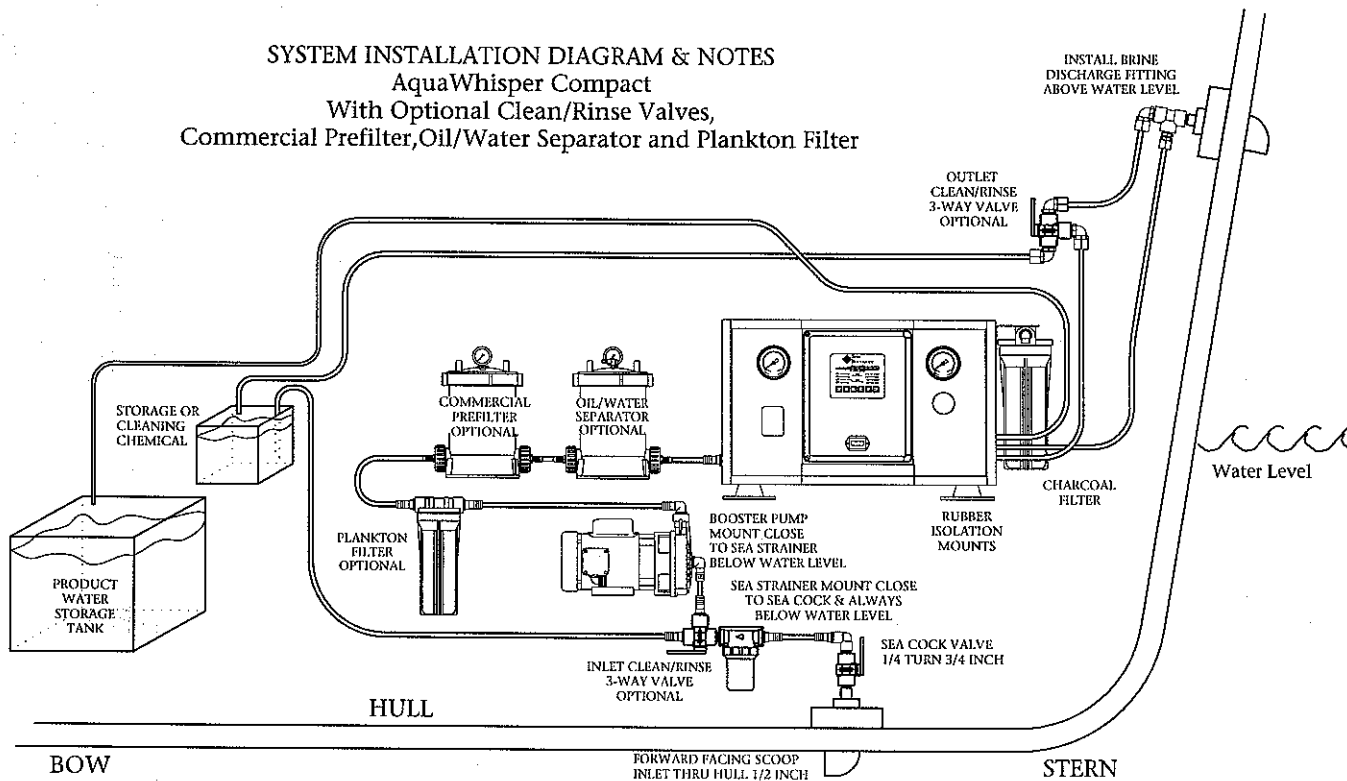 SYSTEM INSTALLATION DIAGRAM & NOTES
AquaWhisper Compact
With Optional Clean/Rinse Valves,
Commercial Prefilter,Oil/Water Separator and Plankton Filter
INSTALL BRINE
DISCHARGE FITTING
ABOVE WATER LEVEL
OUTLET
CLEAN/RINSE
3-WAY VALVE
OPTIONAL
STORAGE OR
CLEANING
CHEMICAL
COMMERCIAL
PREFILTER
OPTIONAL
OIL/WATER
SEPARATOR
OPTIONAL
Water Level
CHARCOAL
FILTER
RUBBER
ISOLATION
MOUNTS
BOOSTER PUMP
MOUNT CLOSE
TO SEA STRAINER
BELOW WATER LEVEL
PLANKTON
FILTER
OPTIONAL
PRODUCT
WATER
STORAGE
TANK
SEA STRAINER MOUNT CLOSE
TO SEA COCK & ALWAYS
BELOW WATER LEVEL
SEA COCK VALVE
1/4 TURN 3/4 INCH
INLET CLEAN/RINSE
3-WAY VALVE
OPTIONAL
HULL
BOW
FORWARD FACING SCOOP
INLET THRU HULL 1/2 INCH
STERN